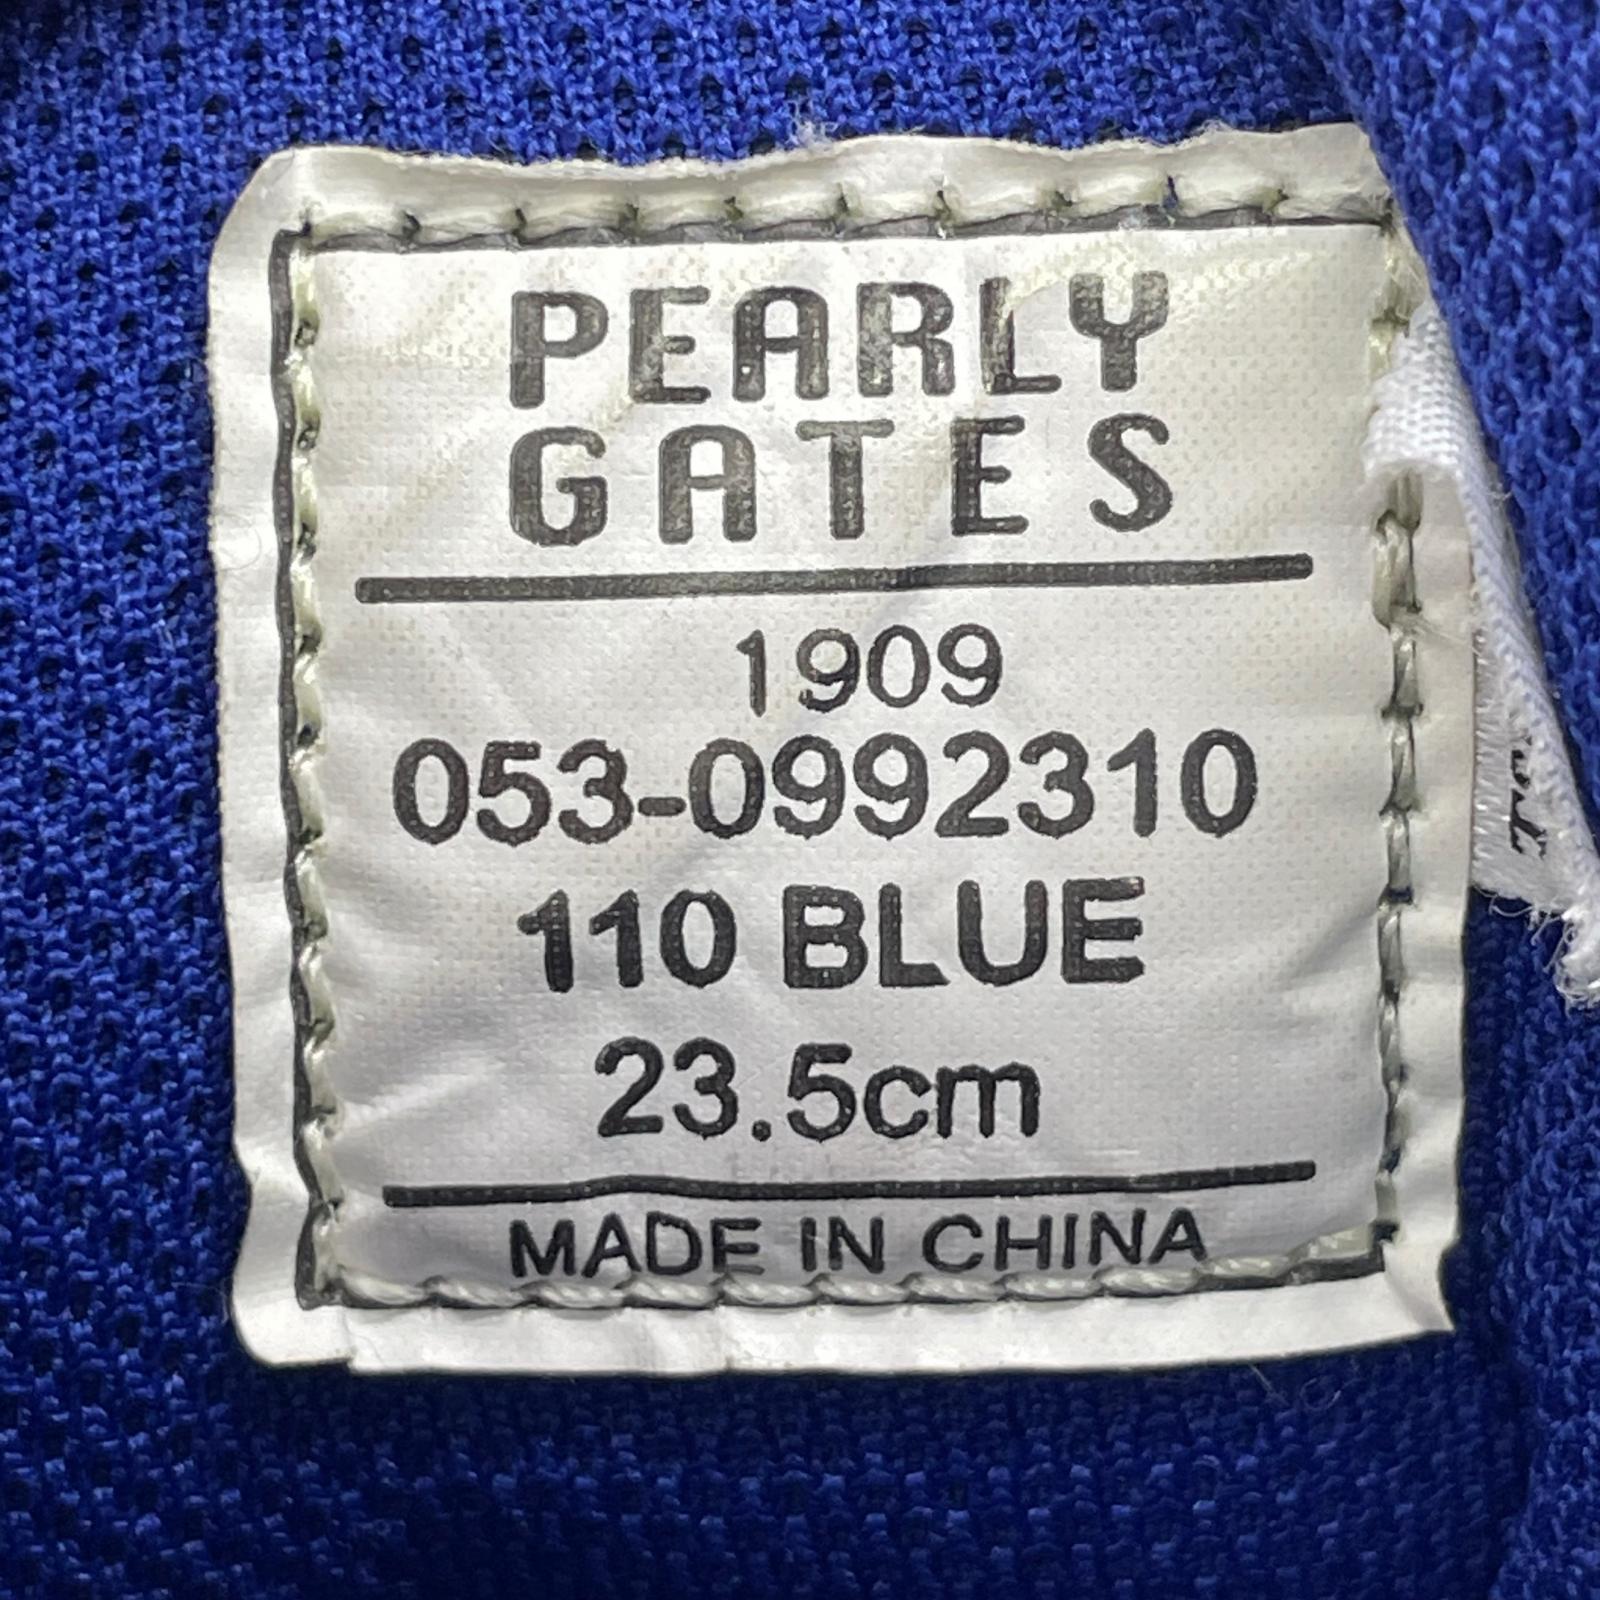 PEARLY
GATES
1909
053-0992310
110 BLUE
23.5cm
MADE IN CHINA